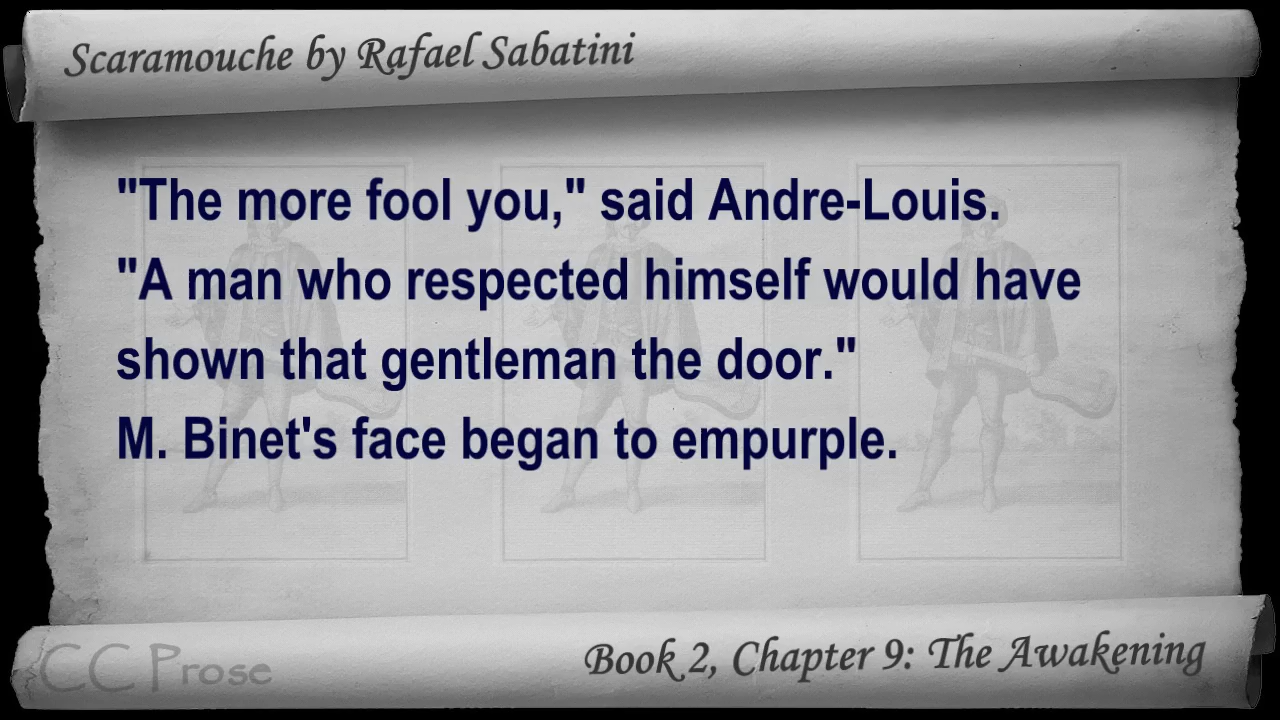 Scaramouche by Rafael Sabatini
"The more fool you," said Andre-Louis.
"A man who respected himself would have
shown that gentleman the door."
M. Binet's face began to empurple.
CC Prose
Book 2, Chapter 9: The Awakening